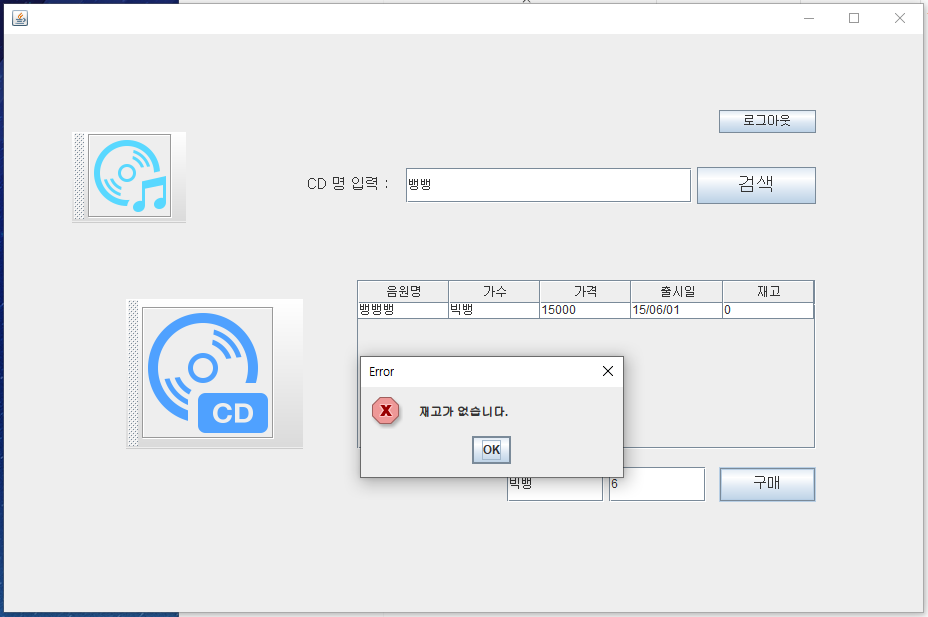 로그아웃
CD 명 입력 : 뱅뱅 검색
음원명 가수 가격 출시일 재고
뱅뱅뱅 빅뱅 15000 15/06/01 0
Error
재고가 없습니다.
OK
CD
빅뱅 6 구매